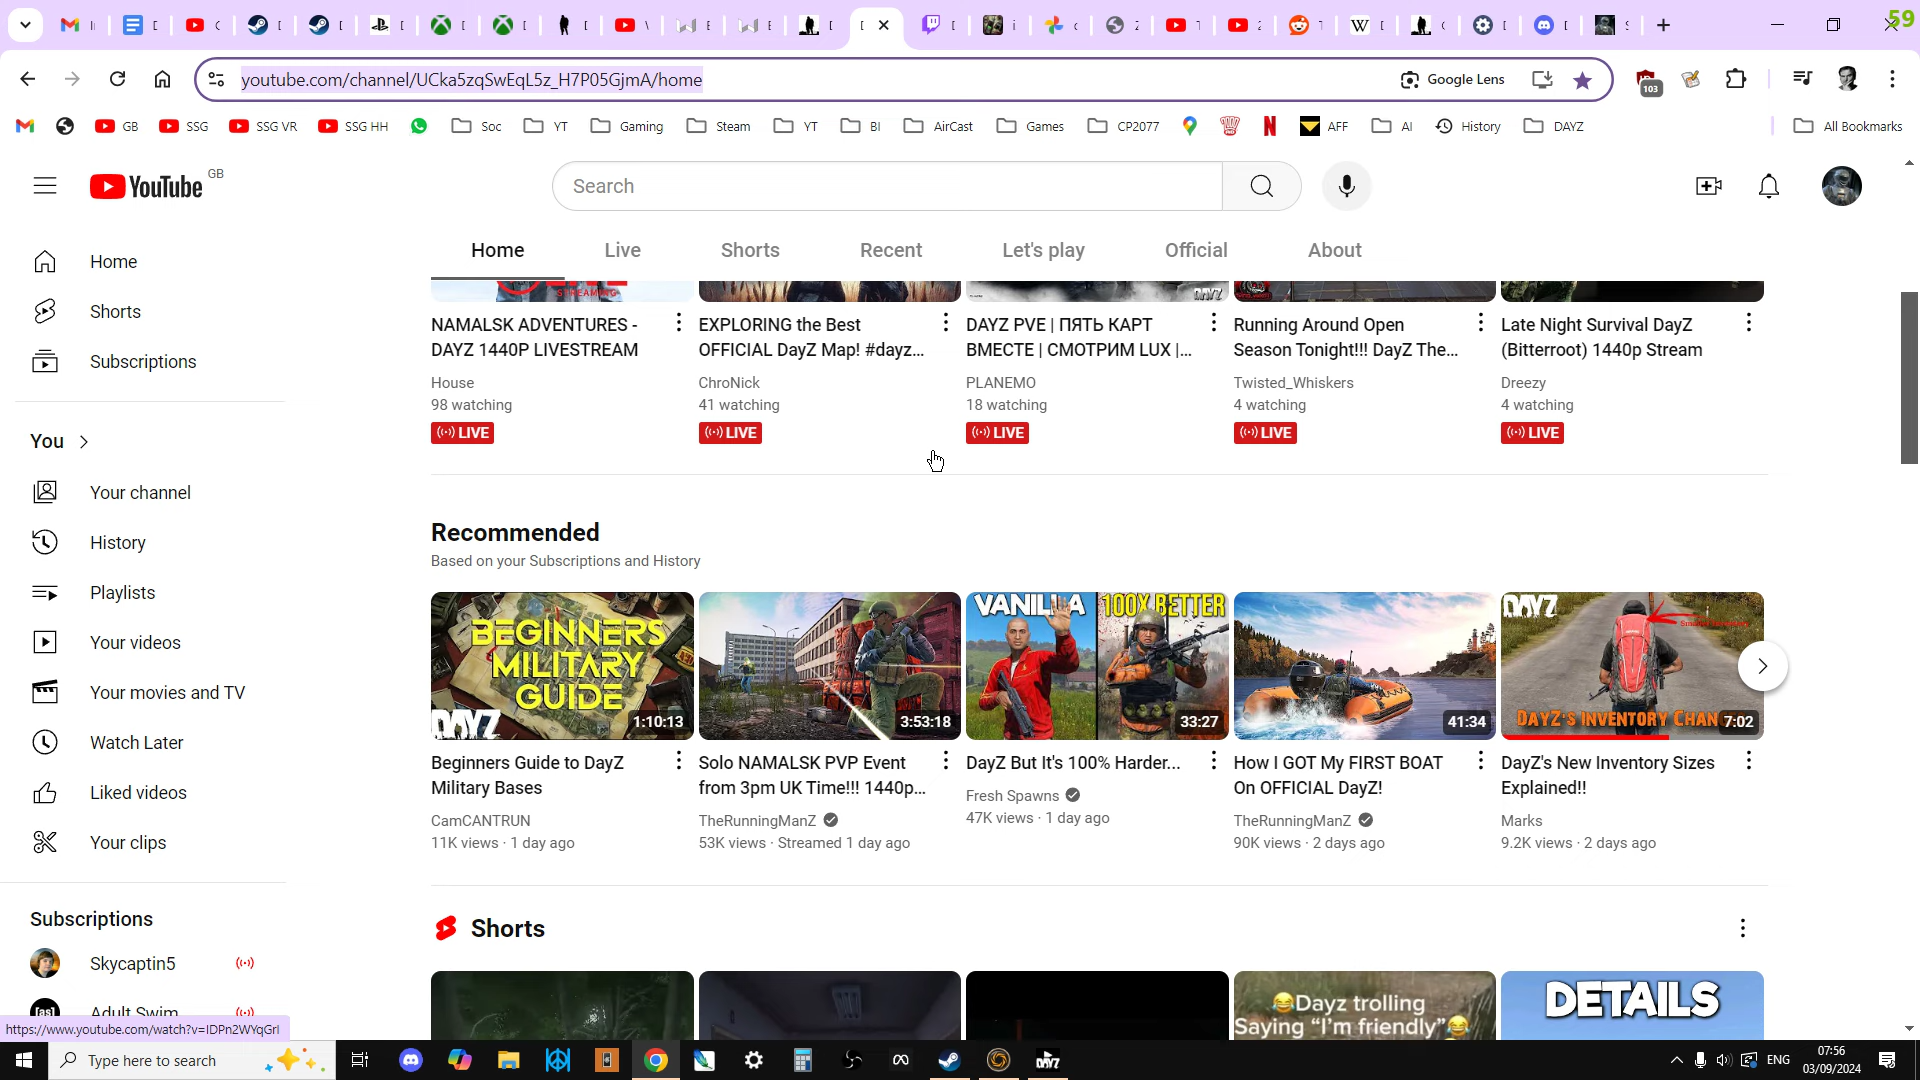 59
youtube.com/channel/UCka5zqSwEqL5z_H7P05GjmA/home
Google Lens
103
GB
SSG
SSG VR
SSG HH
Soc
YT
Gaming
Steam
YT
BI
AirCast
Games
CP2077
AFF
AI
History
DAYZ
All Bookmarks
YouTube GB
Search
Home
Live
Shorts
Recent
Let's play
Official
About
Home
Shorts
Subscriptions
You
Your channel
History
Playlists
Your videos
Your movies and TV
Watch Later
Liked videos
Your clips
Subscriptions
Skycaptin5
Adult Swim
https://www.youtube.com/watch?v=IDPn2WYqGrI
STREAMING
DAYZ
NAMALSK ADVENTURES -
DAYZ 1440P LIVESTREAM
House
98 watching
LIVE
EXPLORING the Best
OFFICIAL DayZ Map! #dayz...
ChroNick
41 watching
LIVE
DAYZ PVE | ПЯТЬ КАРТ
ВМЕСТЕ | СМОТРИМ LUX |...
PLANEMO
18 watching
LIVE
Running Around Open
Season Tonight!!! DayZ The...
Twisted_Whiskers
4 watching
LIVE
Late Night Survival DayZ
(Bitterroot) 1440p Stream
Dreezy
4 watching
LIVE
Recommended
Based on your Subscriptions and History
BEGINNERS
MILITARY
GUIDE
DAYZ
1:10:13
3:53:18
VANILLA
100X BETTER
33:27
41:34
DAYZ
DAYZ'S INVENTORY CHAN
7:02
Beginners Guide to DayZ
Military Bases
CamCANTRUN
11K views · 1 day ago
Solo NAMALSK PVP Event
from 3pm UK Time!!! 1440p...
TheRunningManZ
53K views · Streamed 1 day ago
DayZ But It's 100% Harder...
Fresh Spawns
47K views · 1 day ago
How I GOT My FIRST BOAT
On OFFICIAL DayZ!
TheRunningManZ
90K views · 2 days ago
DayZ's New Inventory Sizes
Explained!!
Marks
9.2K views · 2 days ago
Shorts
Dayz trolling
Saying “I'm friendly”
DETAILS
Type here to search
DAYZ
ENG
07:56
03/09/2024